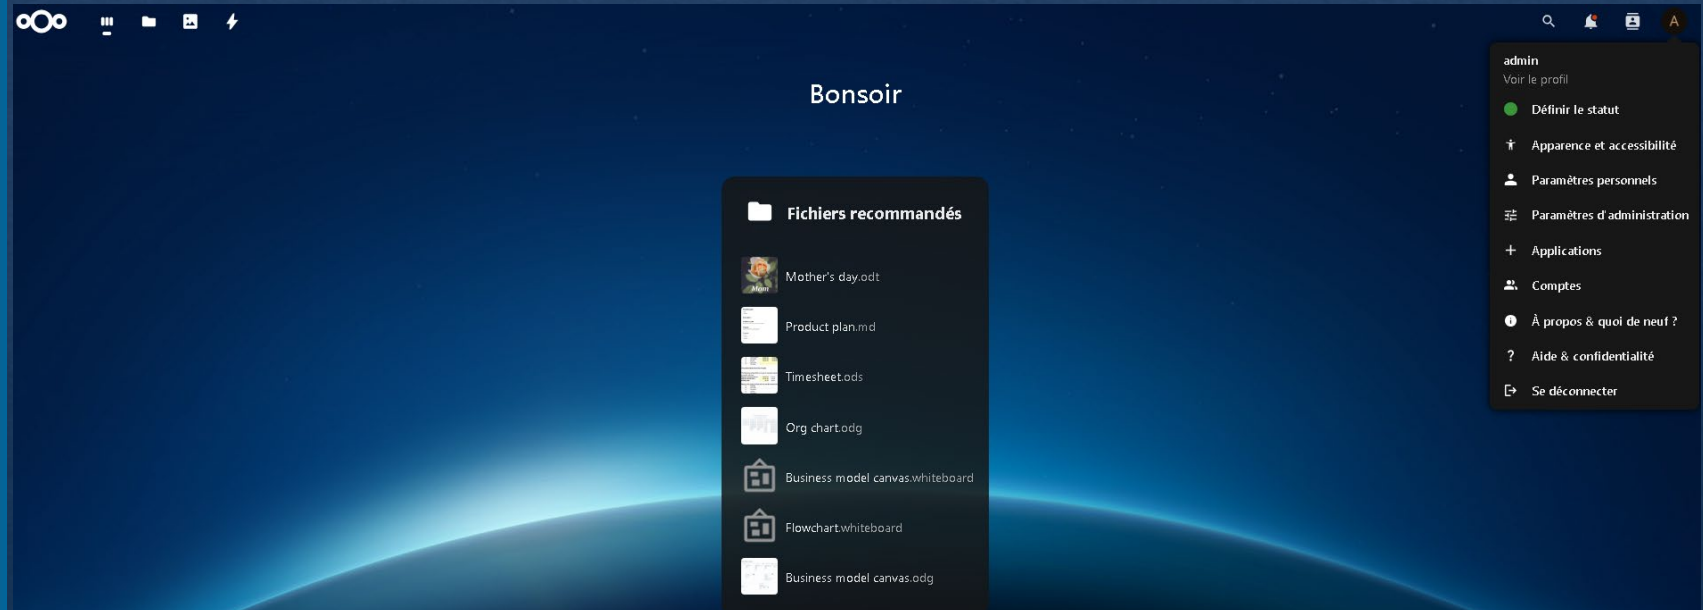 A
Bonsoir
admin
Voir le profil
Définir le statut
Apparence et accessibilité
Paramètres personnels
Paramètres d'administration
Applications
Comptes
À propos & quoi de neuf ?
Aide & confidentialité
Se déconnecter
Fichiers recommandés
Mother's day.odt
Product plan.md
Timesheet.ods
Org chart.odg
Business model canvas.whiteboard
Flowchart.whiteboard
Business model canvas.odg